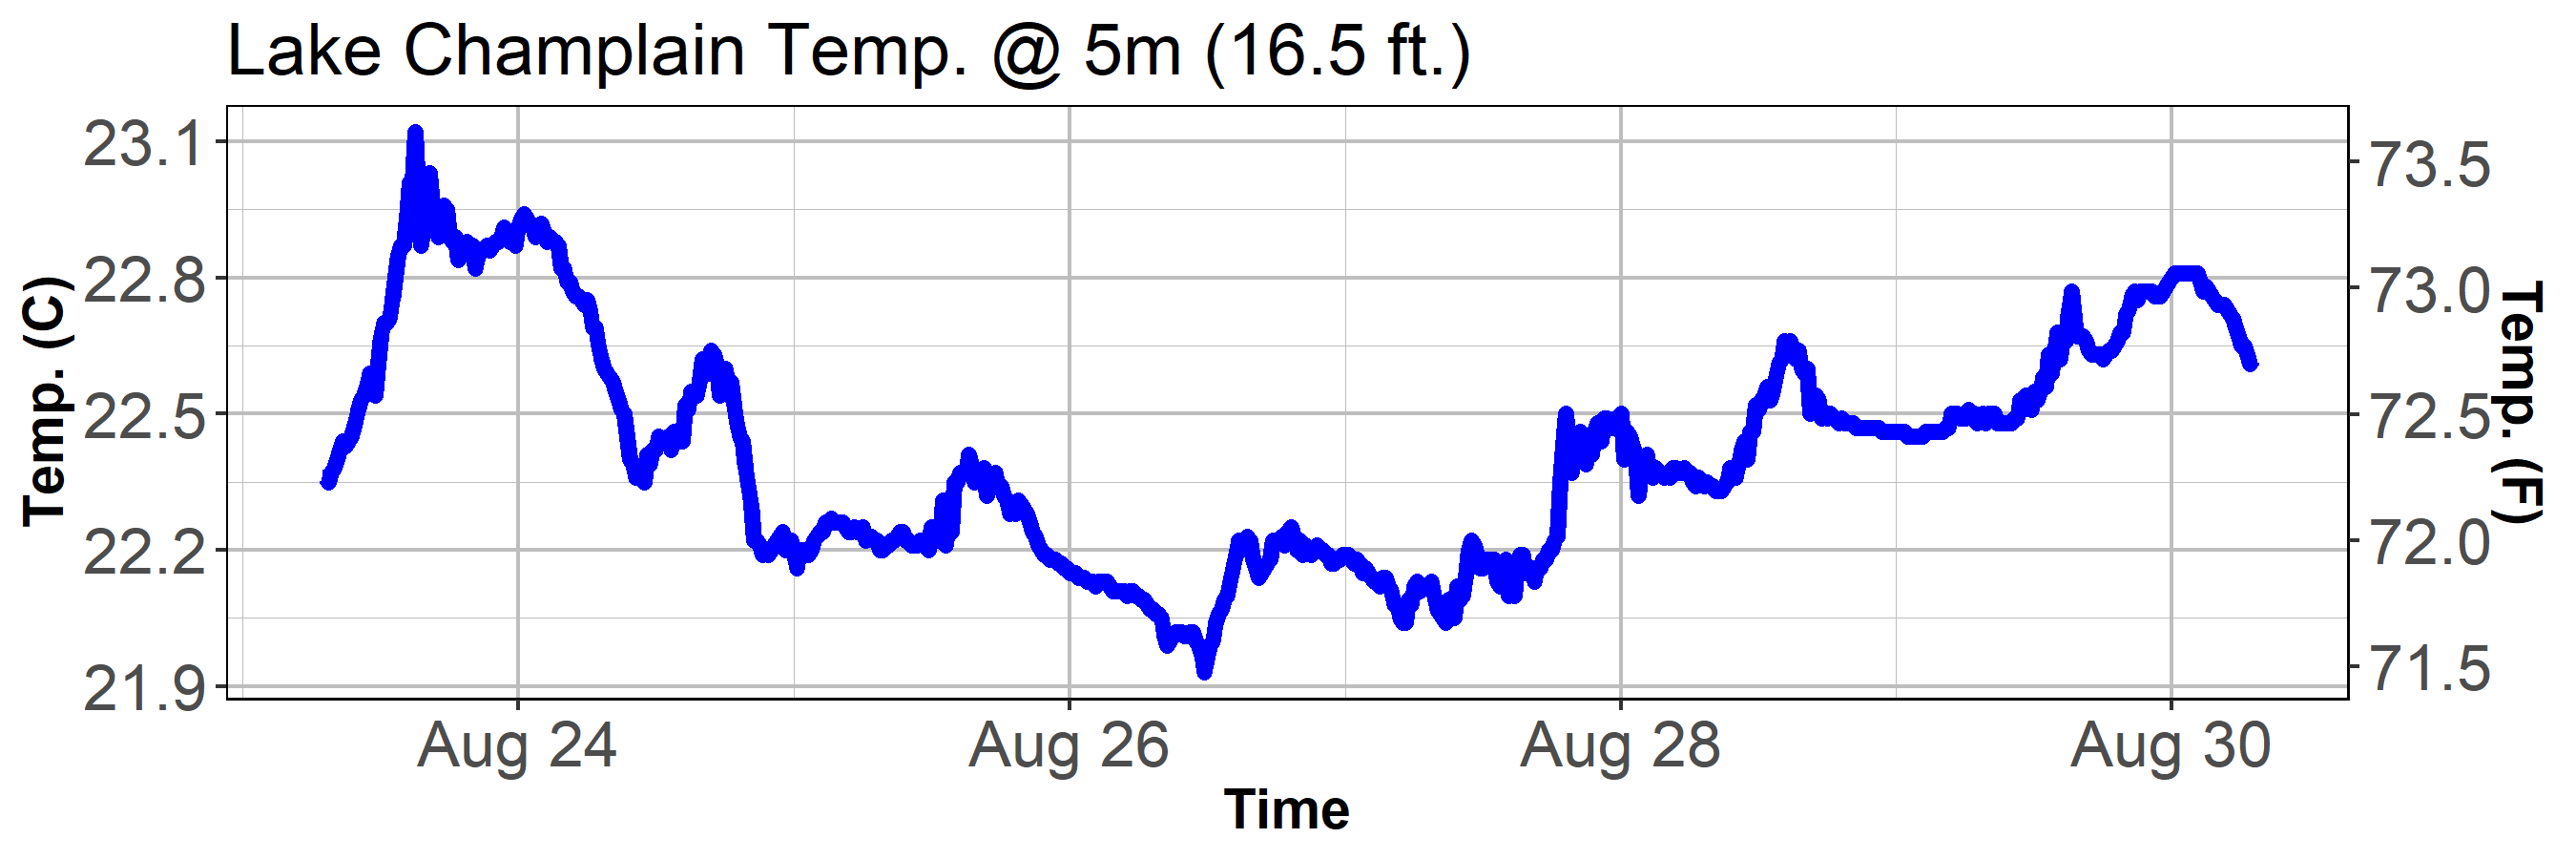 Lake Champlain Temp. @ 5m (16.5 ft.)
23.1
22.8
22.5
22.2
21.9
Temp. (C)
73.5
73.0
72.5
72.0
71.5
Temp. (F)
Aug 24
Aug 26
Aug 28
Aug 30
Time